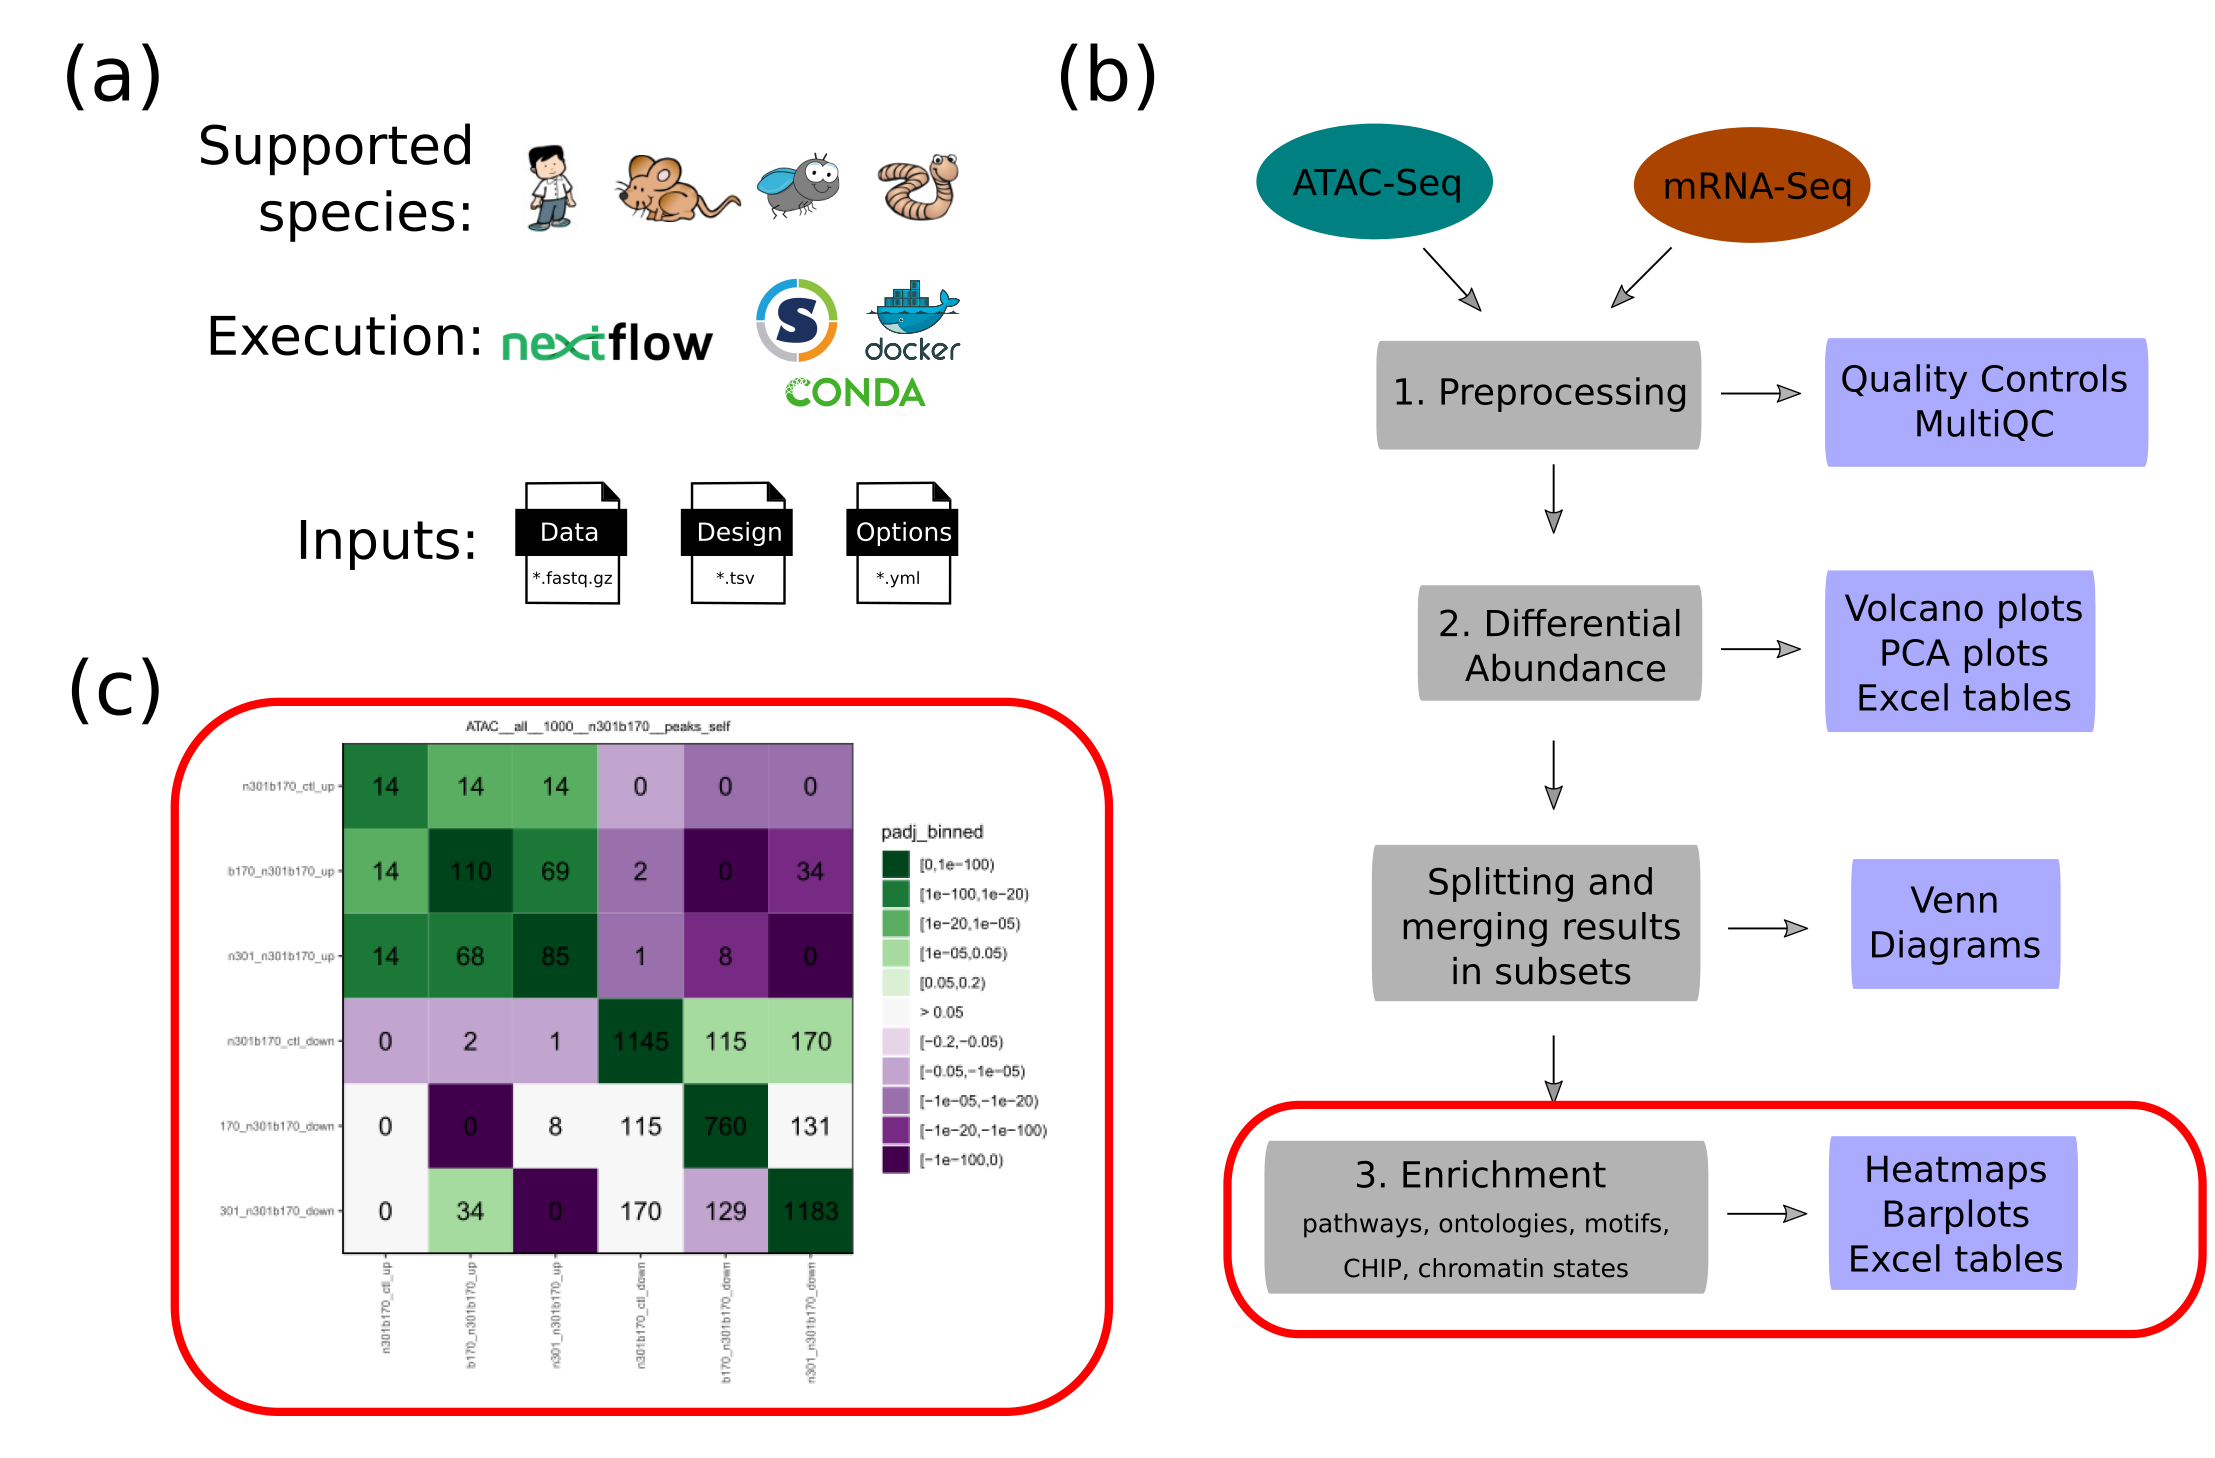 (a)
Supported
species:
Execution:
nextflow
S
docker
CONDA
Inputs:
Data
*.fastq.gz
Design
*.tsv
Options
*.yml
(b)
ATAC-Seq
mRNA-Seq
1. Preprocessing
Quality Controls
MultiQC
2. Differential
Abundance
Volcano plots
PCA plots
Excel tables
Splitting and
merging results
in subsets
Venn
Diagrams
3. Enrichment
pathways, ontologies, motifs,
CHIP, chromatin states
Heatmaps
Barplots
Excel tables
(c)
ATAC__all__1000__n301b170__peaks_self
n301b170_ctl_up 14 14 14 0 0 0
b170_n301b170_up 14 110 69 2 0 34
n301_n301b170_up 14 68 85 1 8 0
n301b170_ctl_down 0 2 1 1145 115 170
170_n301b170_down 0 0 8 115 760 131
301_n301b170_down 0 34 0 170 129 1183
n301b170_ctl_up
b170_n301b170_up
n301_n301b170_up
n301b170_ctl_down
b170_n301b170_down
n301_n301b170_down
padj_binned
[0,1e−100)
[1e−100,1e−20)
[1e−20,1e−05)
[1e−05,0.05)
[0.05,0.2)
> 0.05
[−0.2,−0.05)
[−0.05,−1e−05)
[−1e−05,−1e−20)
[−1e−20,−1e−100)
[−1e−100,0)